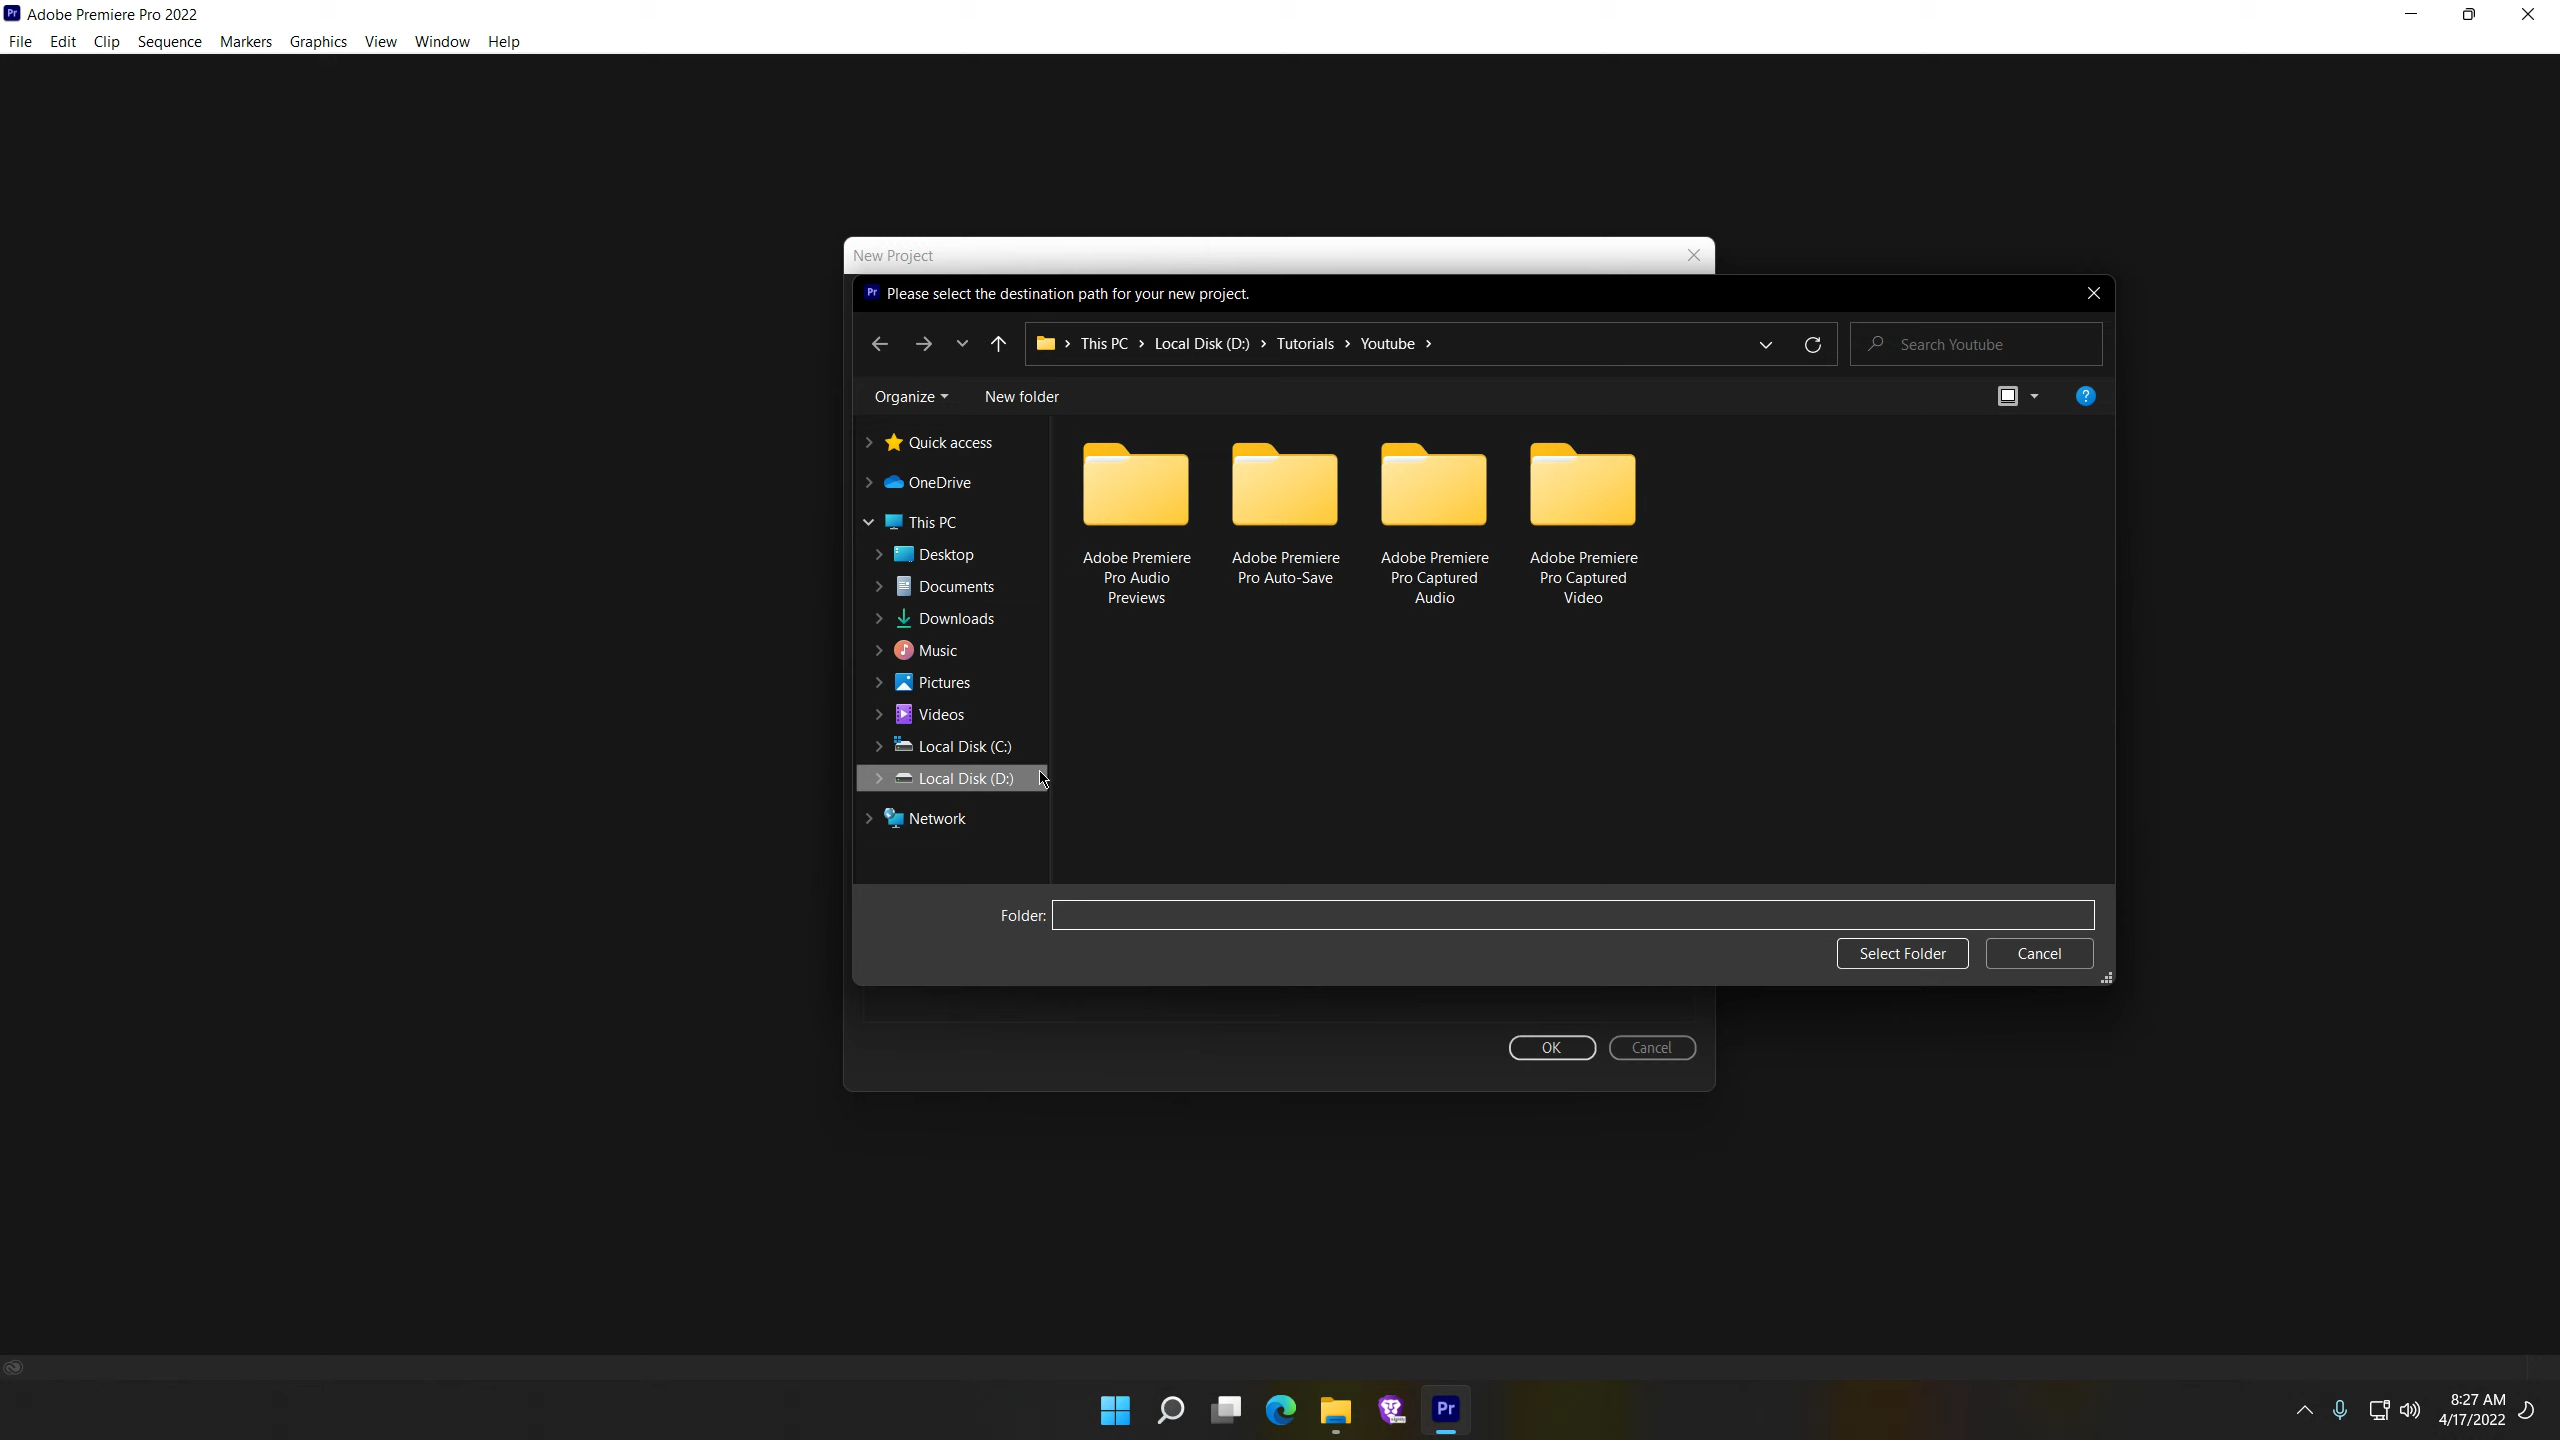 Pr Adobe Premiere Pro 2022
File Edit Clip Sequence Markers Graphics View Window Help
New Project
Pr Please select the destination path for your new project.
This PC Local Disk (D:) Tutorials Youtube
Search Youtube
Organize New folder
?
Quick access
OneDrive
This PC
Desktop
Documents
Downloads
Music
Pictures
Videos
Local Disk (C:)
Local Disk (D:)
Network
Adobe Premiere
Pro Audio
Previews
Adobe Premiere
Pro Auto-Save
Adobe Premiere
Pro Captured
Audio
Adobe Premiere
Pro Captured
Video
Folder:
Select Folder Cancel
OK Cancel
Pr
8:27 AM
4/17/2022